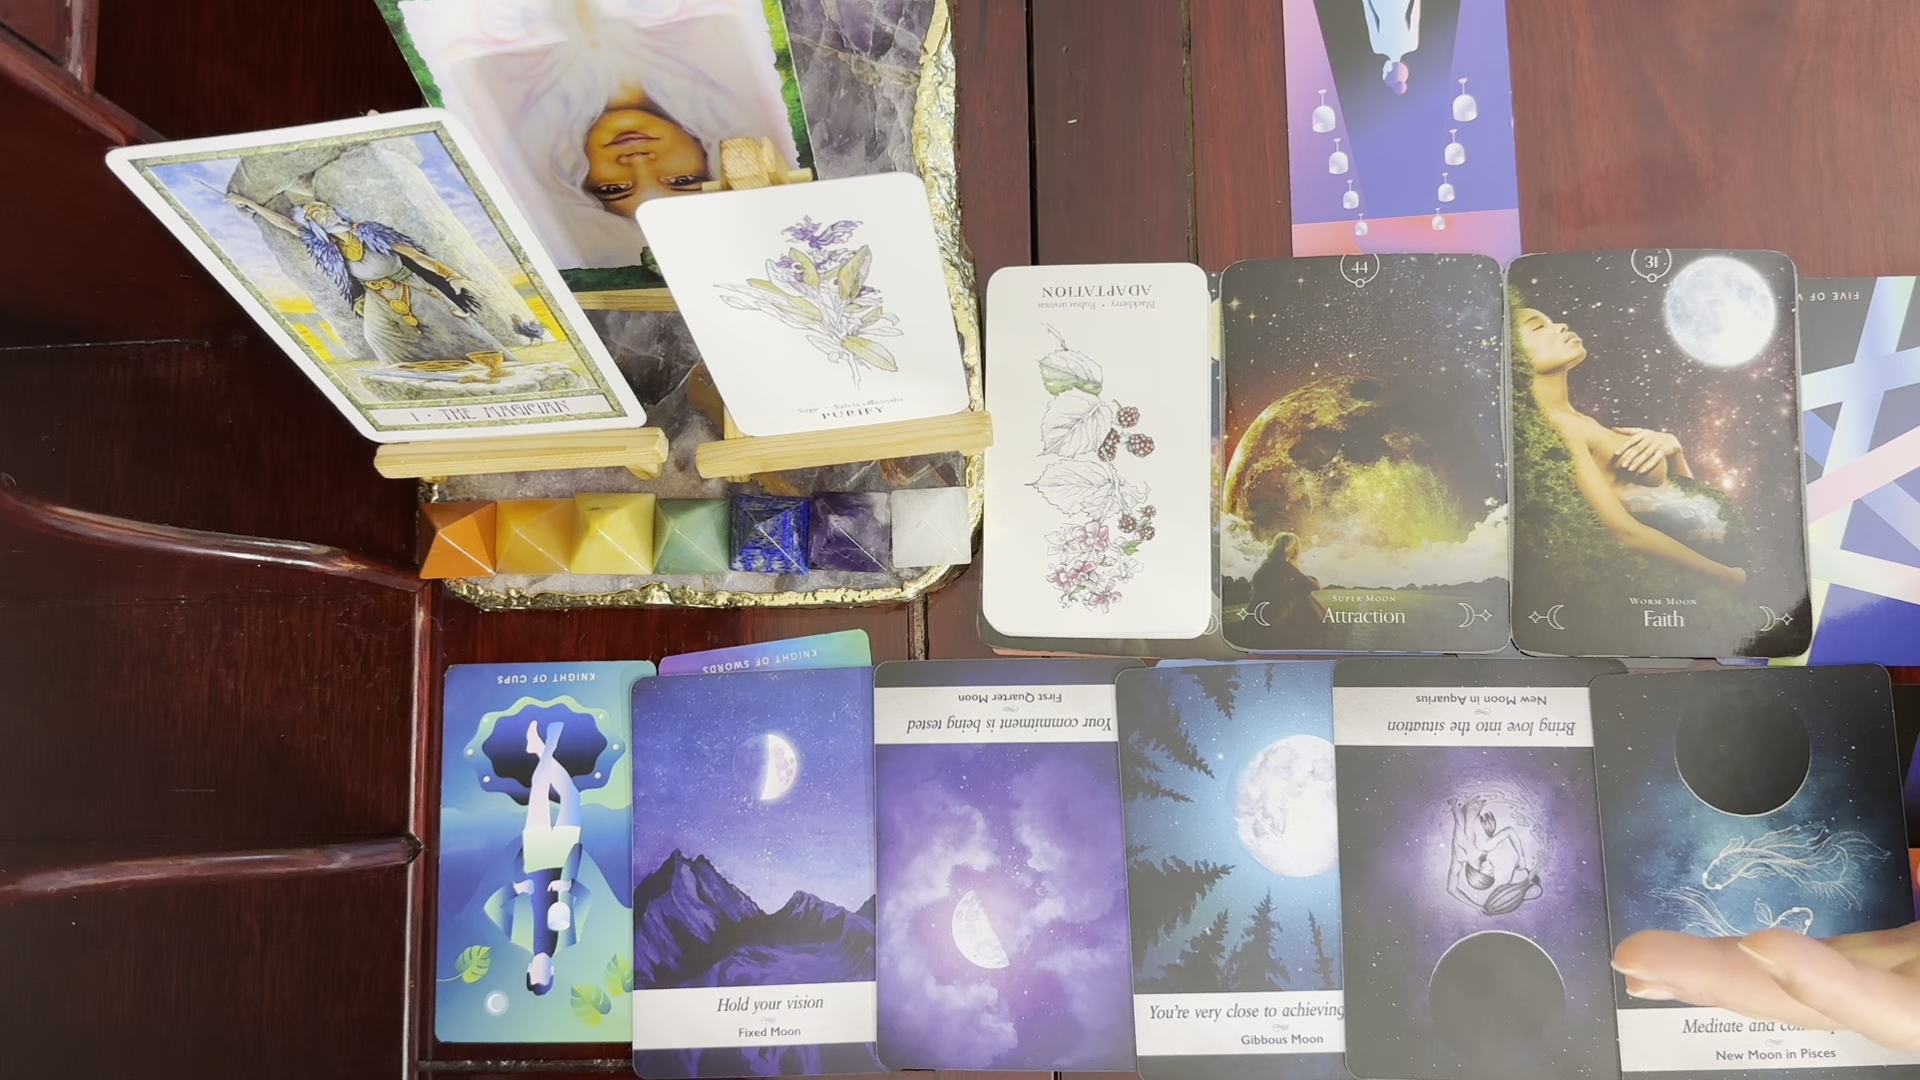 I · THE MAGICIAN
Sage · Salvia officinalis
PURIFY
Blackberry · Rubus ursinus
ADAPTATION
44
SUPER MOON
Attraction
31
WORM MOON
Faith
FIVE OF
KNIGHT OF CUPS
KNIGHT OF SWORDS
Hold your vision
Fixed Moon
Your commitment is being tested
First Quarter Moon
You're very close to achieving
Gibbous Moon
Bring love into the situation
New Moon in Aquarius
Meditate and
New Moon in Pisces